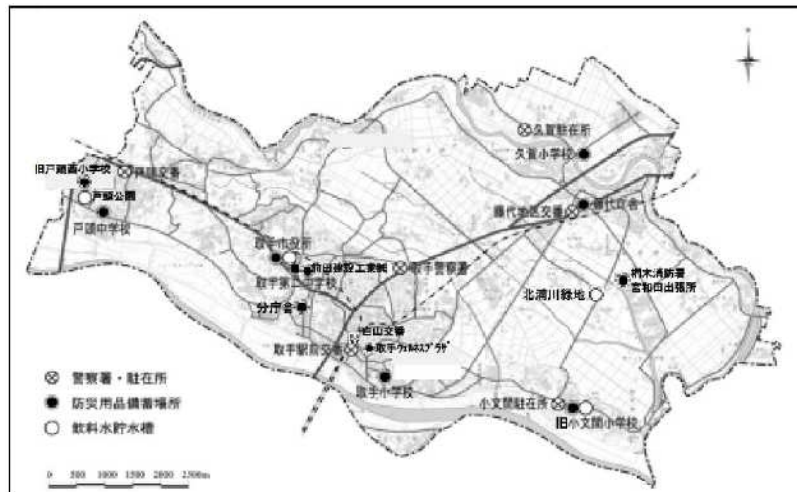 久賀駐在所
久賀小学校
旧戸頭西小学校
戸頭交番
戸頭公園
戸頭中学校
藤代庁舎
藤代地区交番
取手市役所
取手警察署
取手第二中学校
北浦川緑地
宮和田出張所
分庁舎
白山交番
取手駅前交番
取手ウェルネスプラザ
取手小学校
小文間駐在所
旧小文間小学校
警察署・駐在所
防災用品備蓄場所
飲料水貯水槽
0 500 1000 1500 2000 2500m